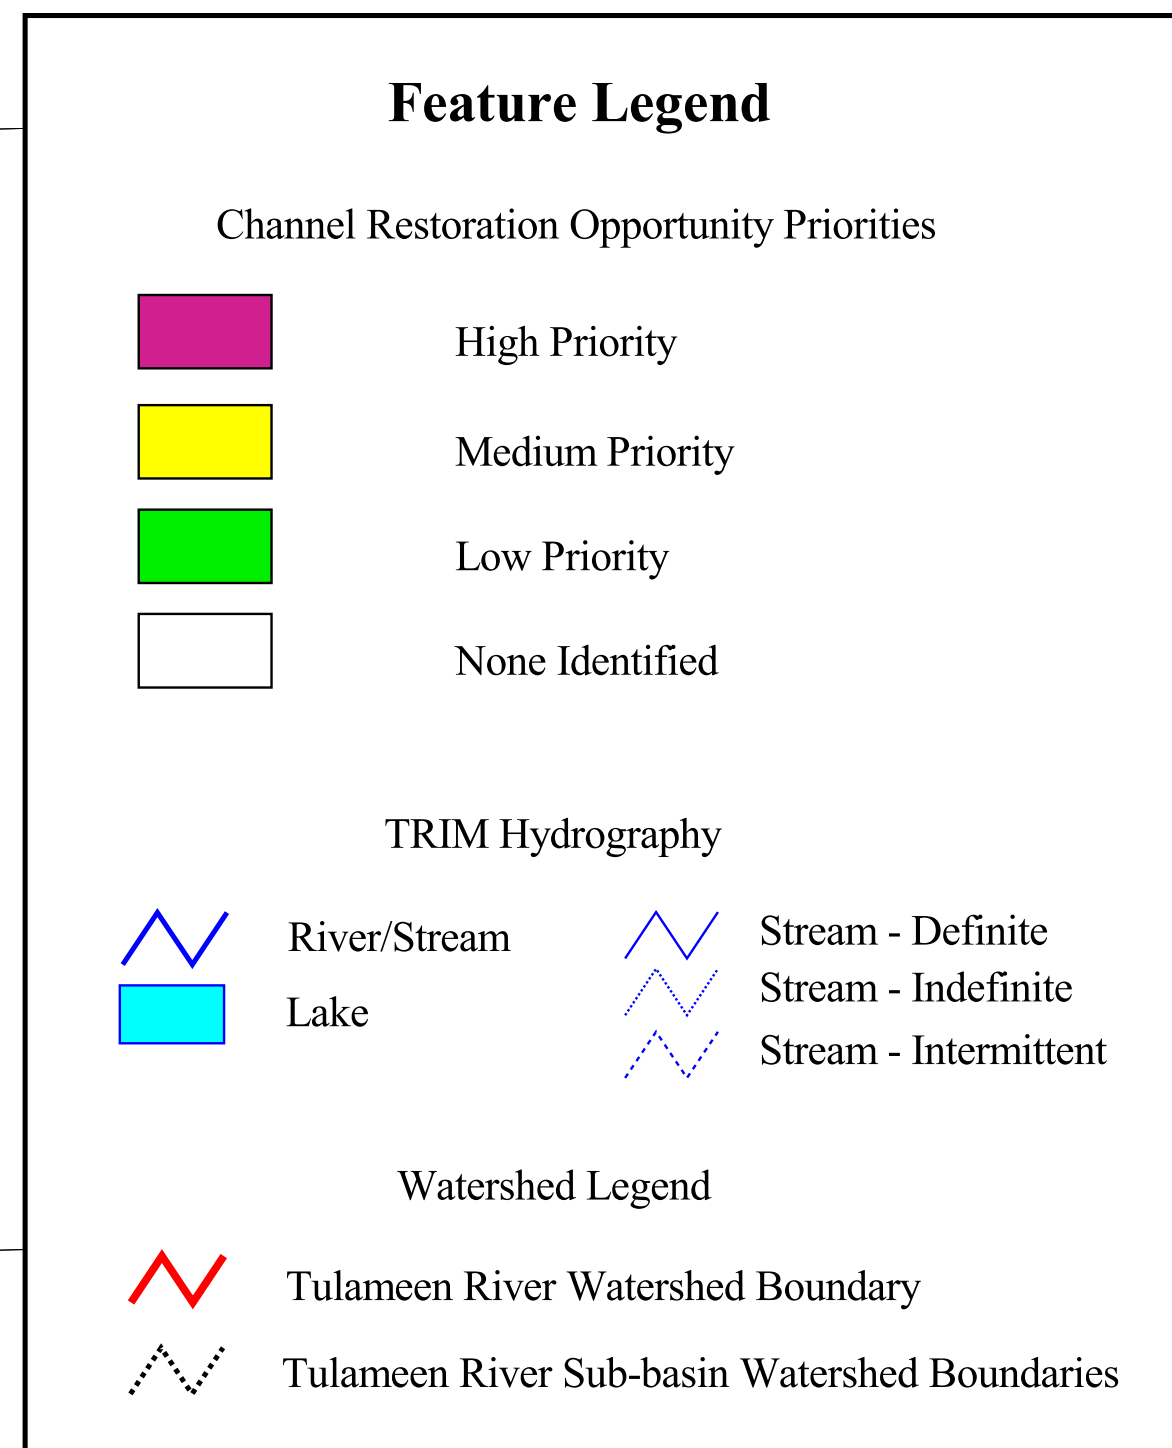 Feature Legend
Channel Restoration Opportunity Priorities
High Priority
Medium Priority
Low Priority
None Identified
TRIM Hydrography
River/Stream
Lake
Stream - Definite
Stream - Indefinite
Stream - Intermittent
Watershed Legend
Tulameen River Watershed Boundary
Tulameen River Sub-basin Watershed Boundaries